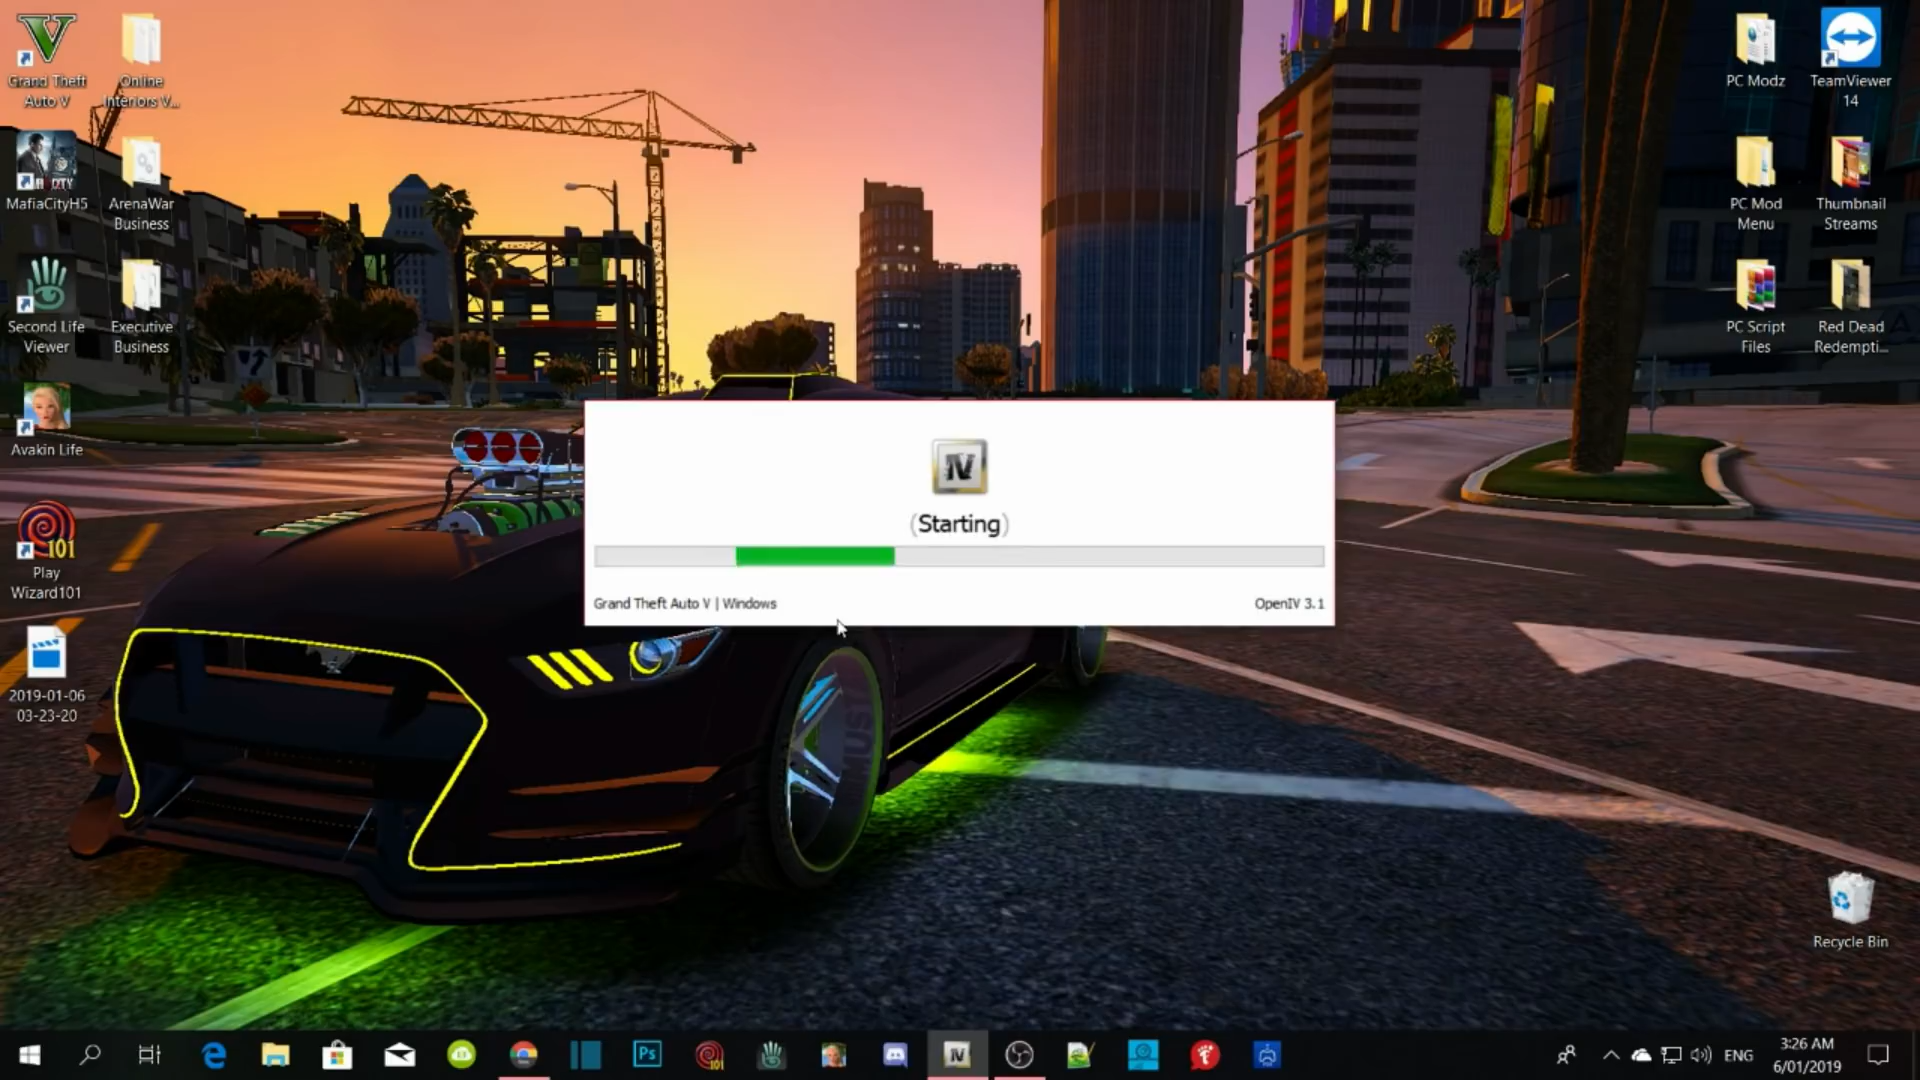 Grand Theft
Auto V
Online
Interiors V...
MafiaCityH5
ArenaWar
Business
Second Life
Viewer
Executive
Business
Avakin Life
101
Play
Wizard101
2019-01-06
03-23-20
PC Modz
TeamViewer
14
PC Mod
Menu
Thumbnail
Streams
PC Script
Files
Red Dead
Redempti...
IV
(Starting)
Grand Theft Auto V | Windows
OpenIV 3.1
Recycle Bin
Ps
101
IV
ENG
3:26 AM
6/01/2019